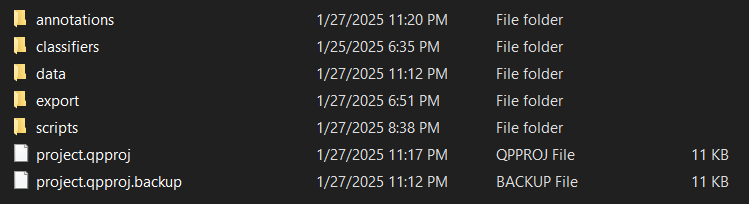 annotations 1/27/2025 11:20 PM File folder
classifiers 1/25/2025 6:35 PM File folder
data 1/27/2025 11:12 PM File folder
export 1/27/2025 6:51 PM File folder
scripts 1/27/2025 8:38 PM File folder
project.qpproj 1/27/2025 11:17 PM QPPROJ File 11 KB
project.qpproj.backup 1/27/2025 11:12 PM BACKUP File 11 KB